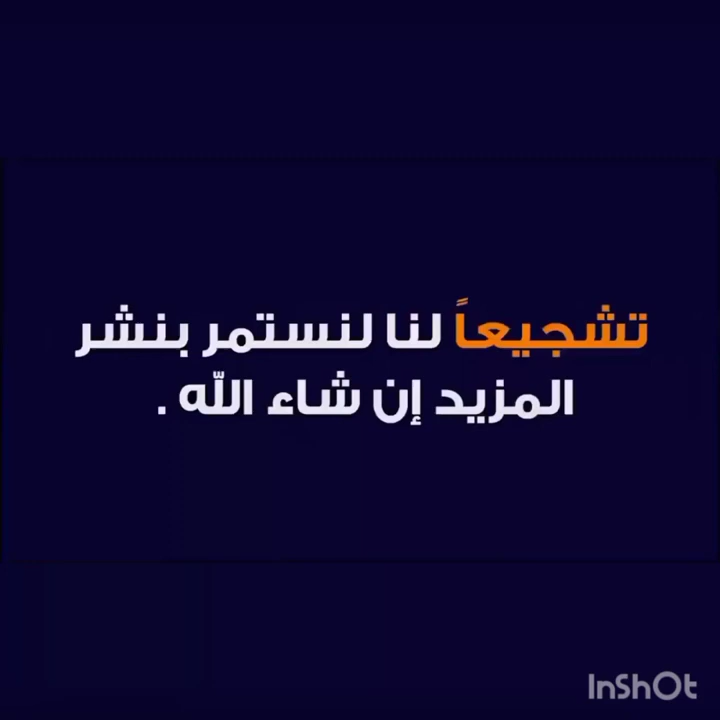 تشجيعاً لنا لنستمر بنشر
المزيد إن شاء الله .
InShOt